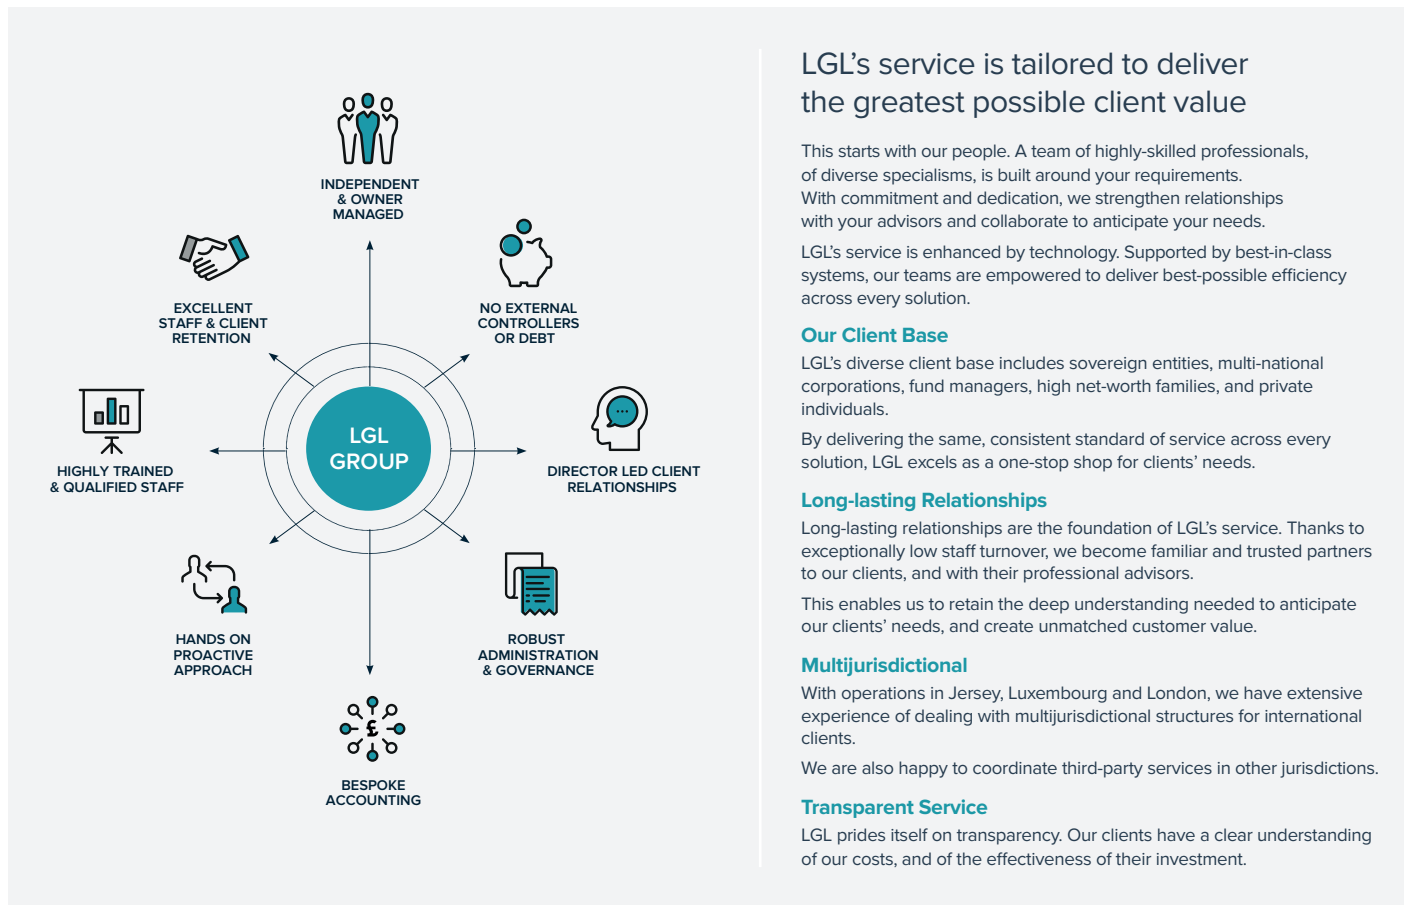 INDEPENDENT
& OWNER
MANAGED
EXCELLENT
STAFF & CLIENT
RETENTION
NO EXTERNAL
CONTROLLERS
OR DEBT
LGL
GROUP
HIGHLY TRAINED
& QUALIFIED STAFF
DIRECTOR LED CLIENT
RELATIONSHIPS
HANDS ON
PROACTIVE
APPROACH
ROBUST
ADMINISTRATION
& GOVERNANCE
£
BESPOKE
ACCOUNTING
LGL’s service is tailored to deliver
the greatest possible client value
This starts with our people. A team of highly-skilled professionals,
of diverse specialisms, is built around your requirements.
With commitment and dedication, we strengthen relationships
with your advisors and collaborate to anticipate your needs.
LGL’s service is enhanced by technology. Supported by best-in-class
systems, our teams are empowered to deliver best-possible efficiency
across every solution.
Our Client Base
LGL’s diverse client base includes sovereign entities, multi-national
corporations, fund managers, high net-worth families, and private
individuals.
By delivering the same, consistent standard of service across every
solution, LGL excels as a one-stop shop for clients’ needs.
Long-lasting Relationships
Long-lasting relationships are the foundation of LGL’s service. Thanks to
exceptionally low staff turnover, we become familiar and trusted partners
to our clients, and with their professional advisors.
This enables us to retain the deep understanding needed to anticipate
our clients’ needs, and create unmatched customer value.
Multijurisdictional
With operations in Jersey, Luxembourg and London, we have extensive
experience of dealing with multijurisdictional structures for international
clients.
We are also happy to coordinate third-party services in other jurisdictions.
Transparent Service
LGL prides itself on transparency. Our clients have a clear understanding
of our costs, and of the effectiveness of their investment.